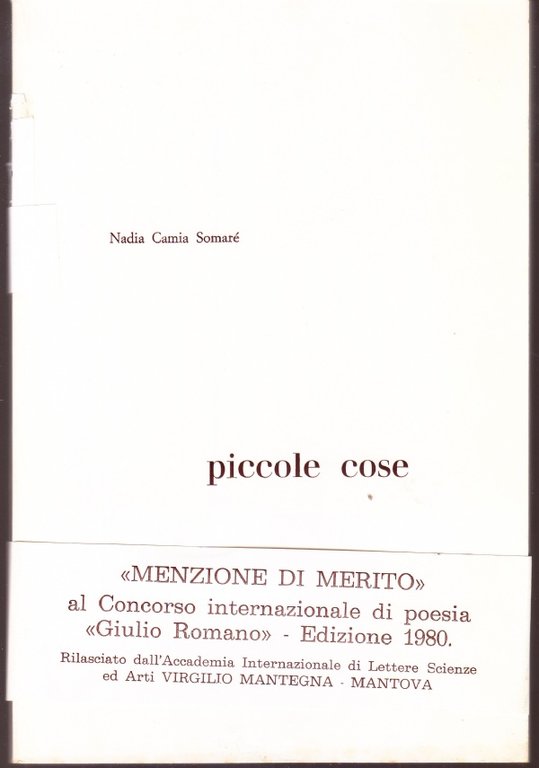 Nadia Camia Somaré
piccole cose
«MENZIONE DI MERITO»
al Concorso internazionale di poesia
«Giulio Romano» - Edizione 1980.
Rilasciato dall'Accademia Internazionale di Lettere Scienze
ed Arti VIRGILIO MANTEGNA - MANTOVA